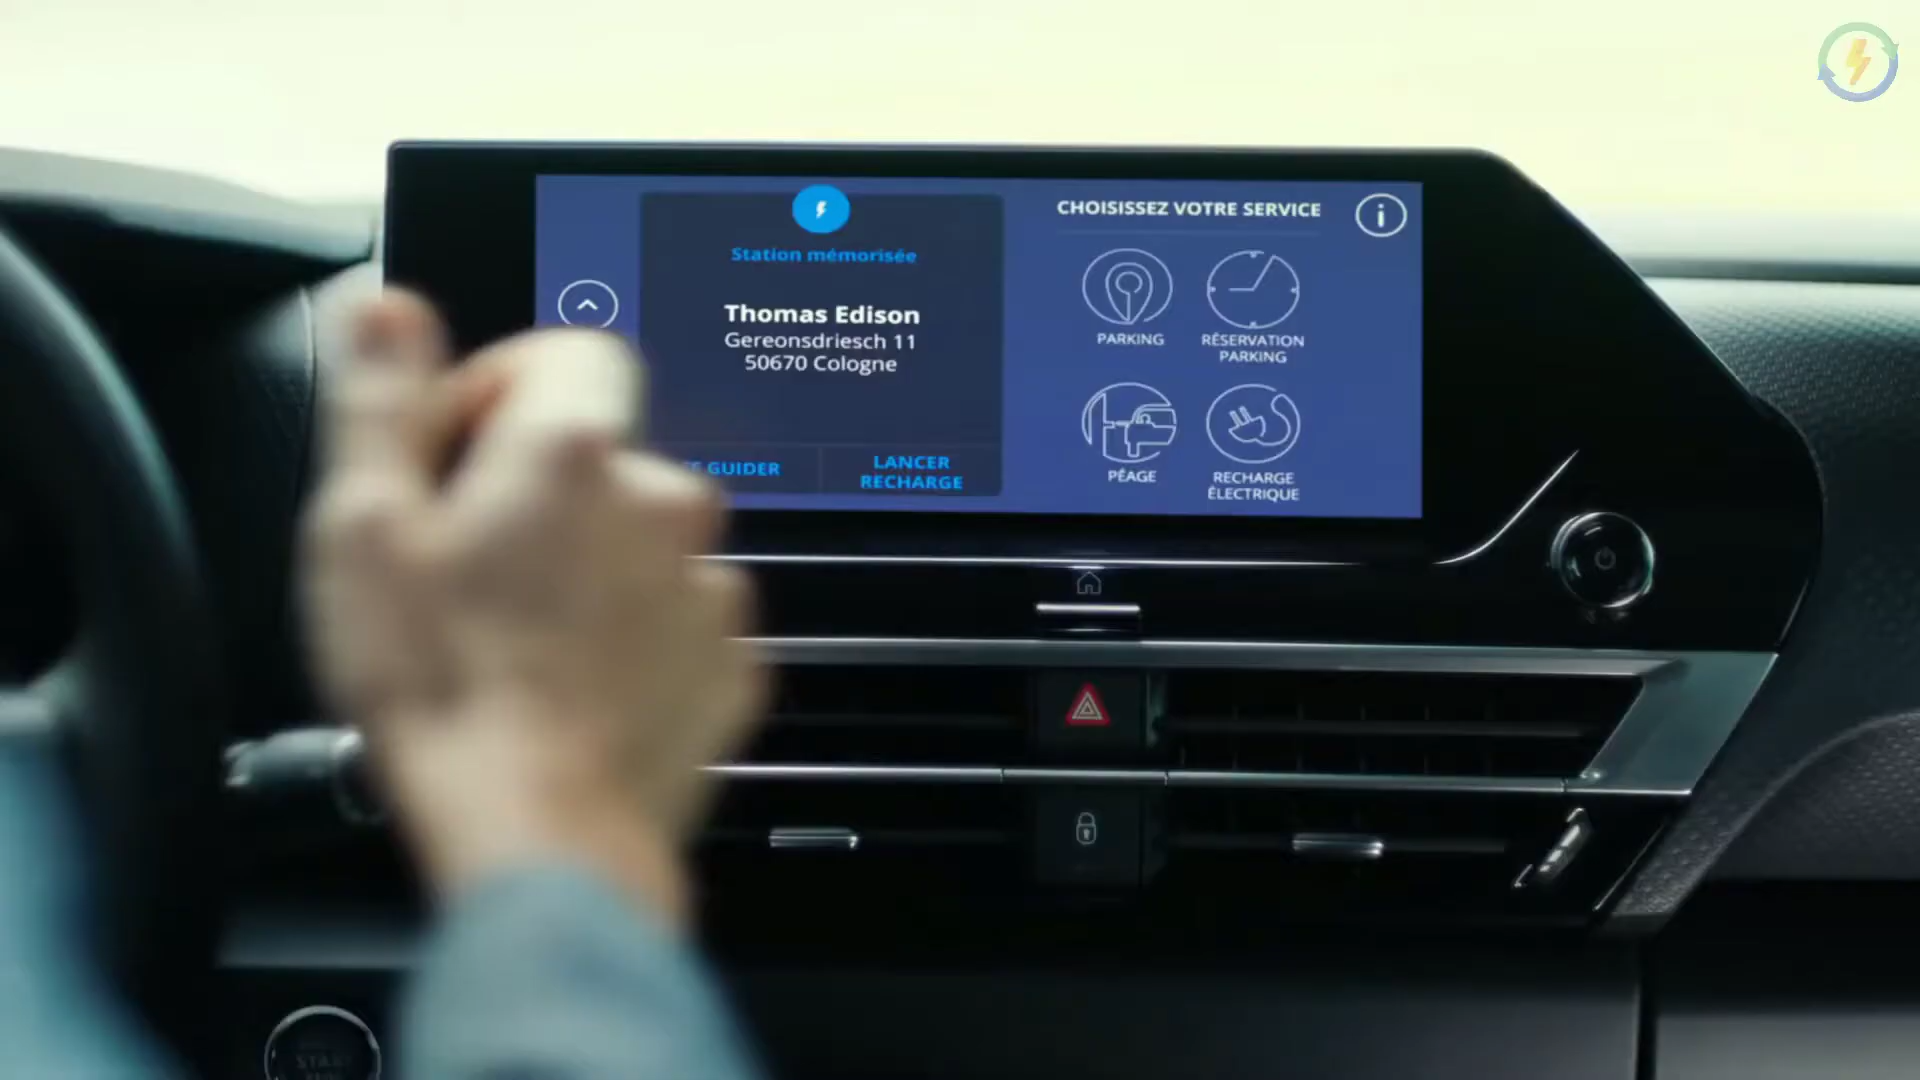 Station mémorisée
Thomas Edison
Gereonsdriesch 11
50670 Cologne
GUIDER
LANCER
RECHARGE
CHOISISSEZ VOTRE SERVICE
i
PARKING
RÉSERVATION
PARKING
PÉAGE
RECHARGE
ÉLECTRIQUE
START